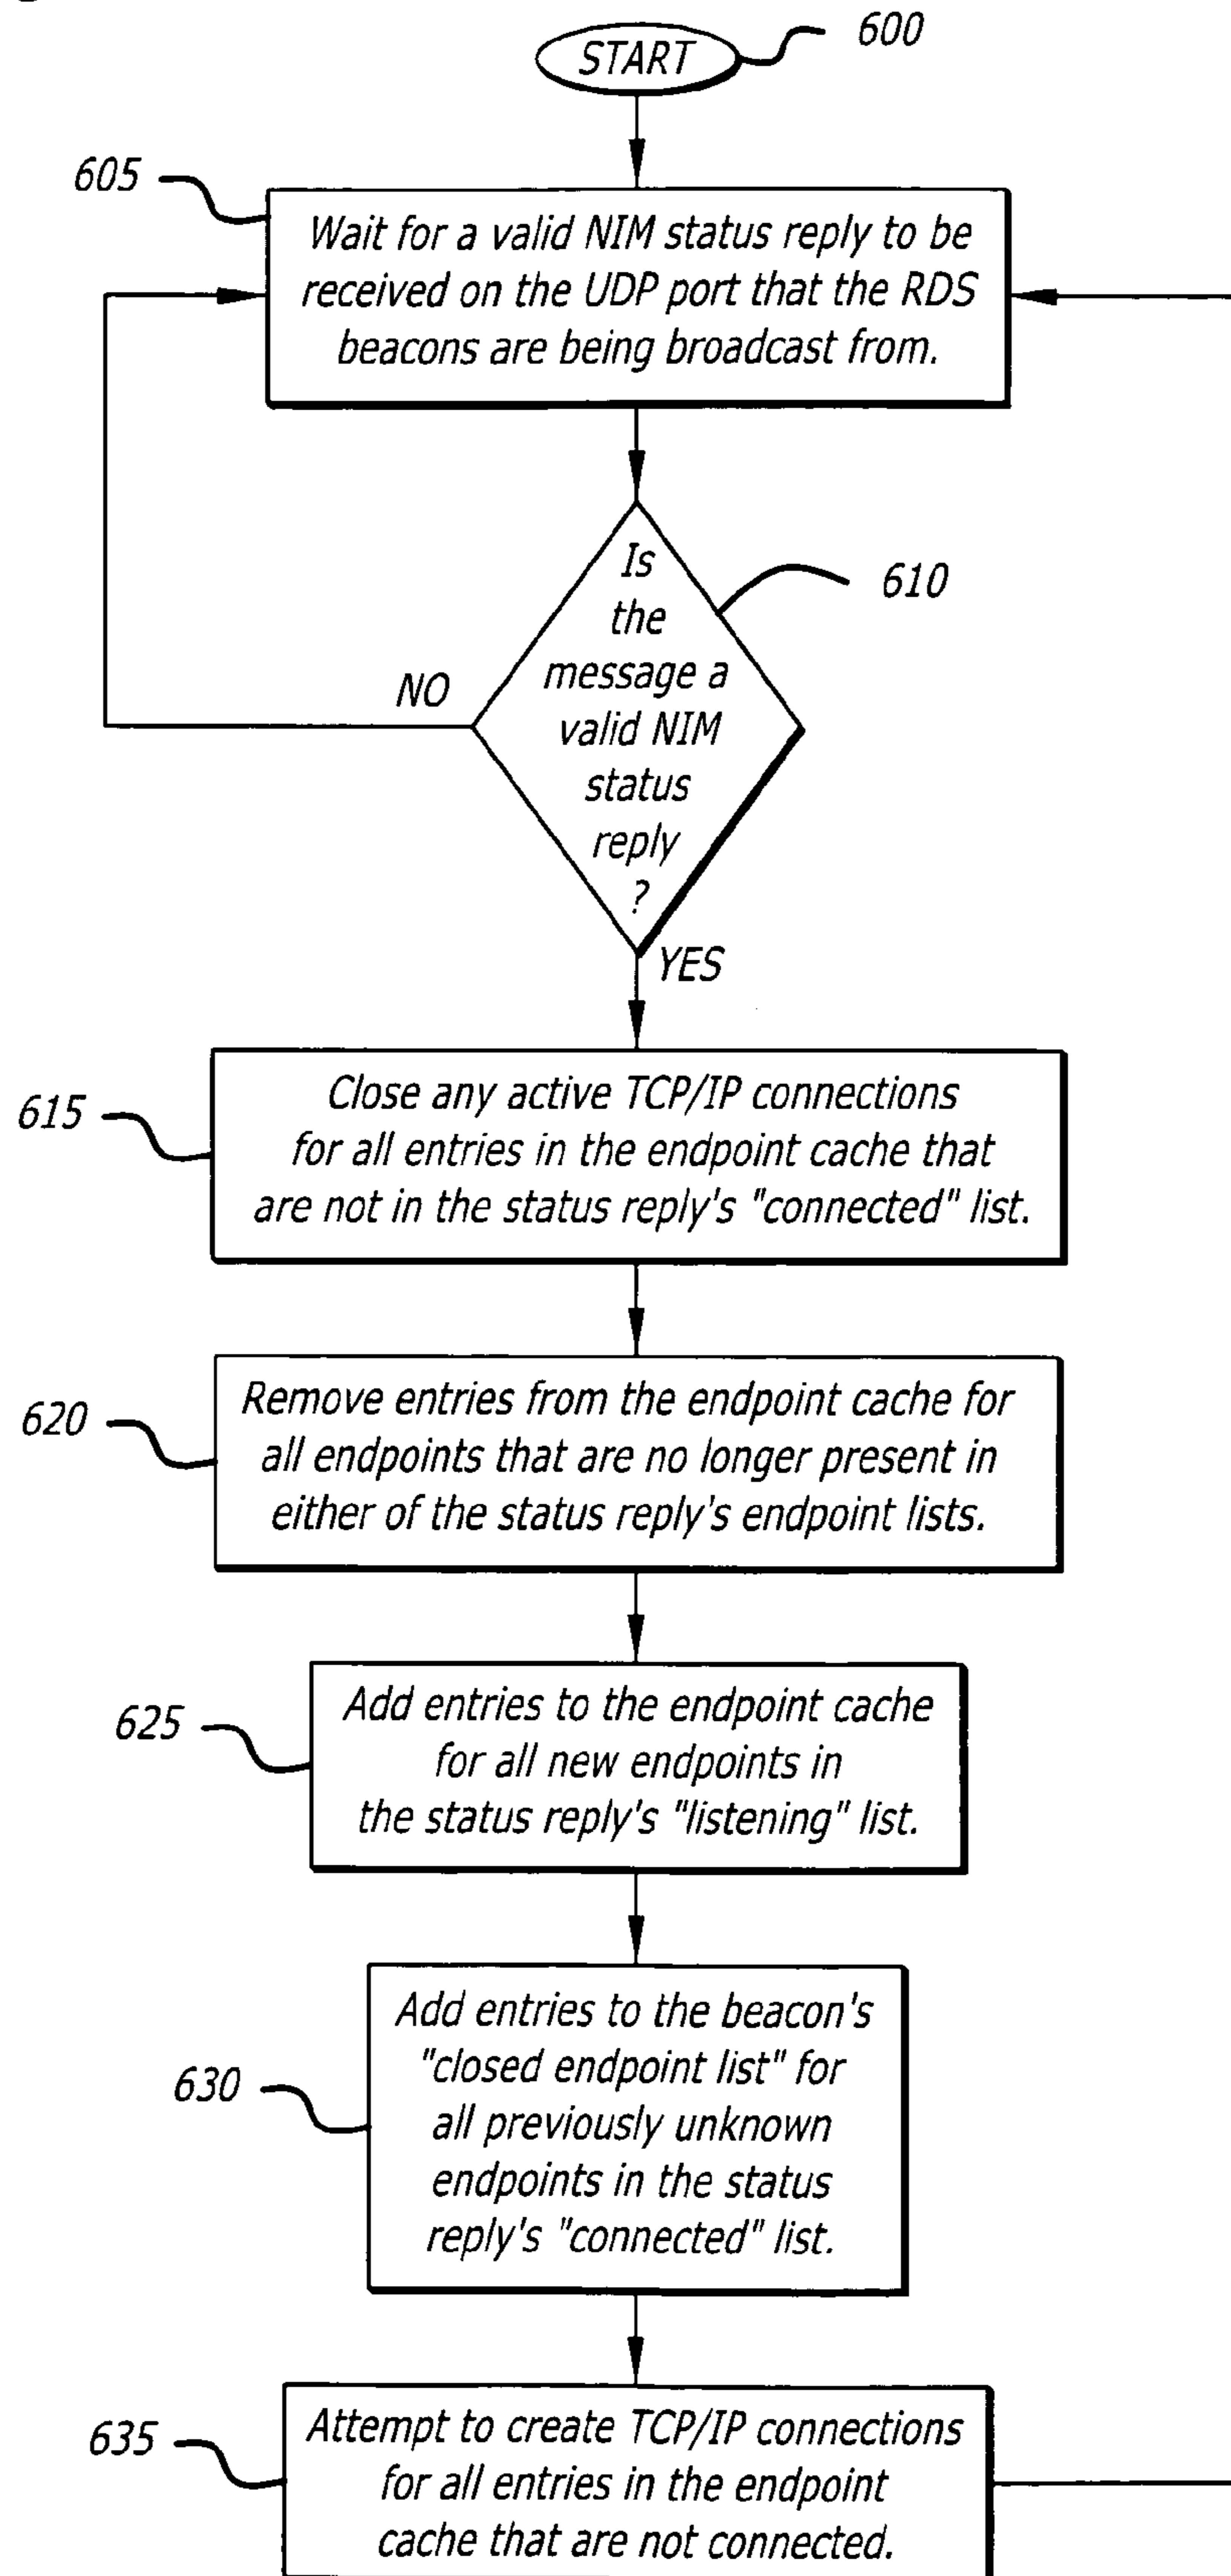 START
600
605
Wait for a valid NIM status reply to be
received on the UDP port that the RDS
beacons are being broadcast from.
Is
the
message a
valid NIM
status
reply
?
610
NO
YES
615
Close any active TCP/IP connections
for all entries in the endpoint cache that
are not in the status reply's "connected" list.
620
Remove entries from the endpoint cache for
all endpoints that are no longer present in
either of the status reply's endpoint lists.
625
Add entries to the endpoint cache
for all new endpoints in
the status reply's "listening" list.
630
Add entries to the beacon's
"closed endpoint list" for
all previously unknown
endpoints in the status
reply's "connected" list.
635
Attempt to create TCP/IP connections
for all entries in the endpoint
cache that are not connected.